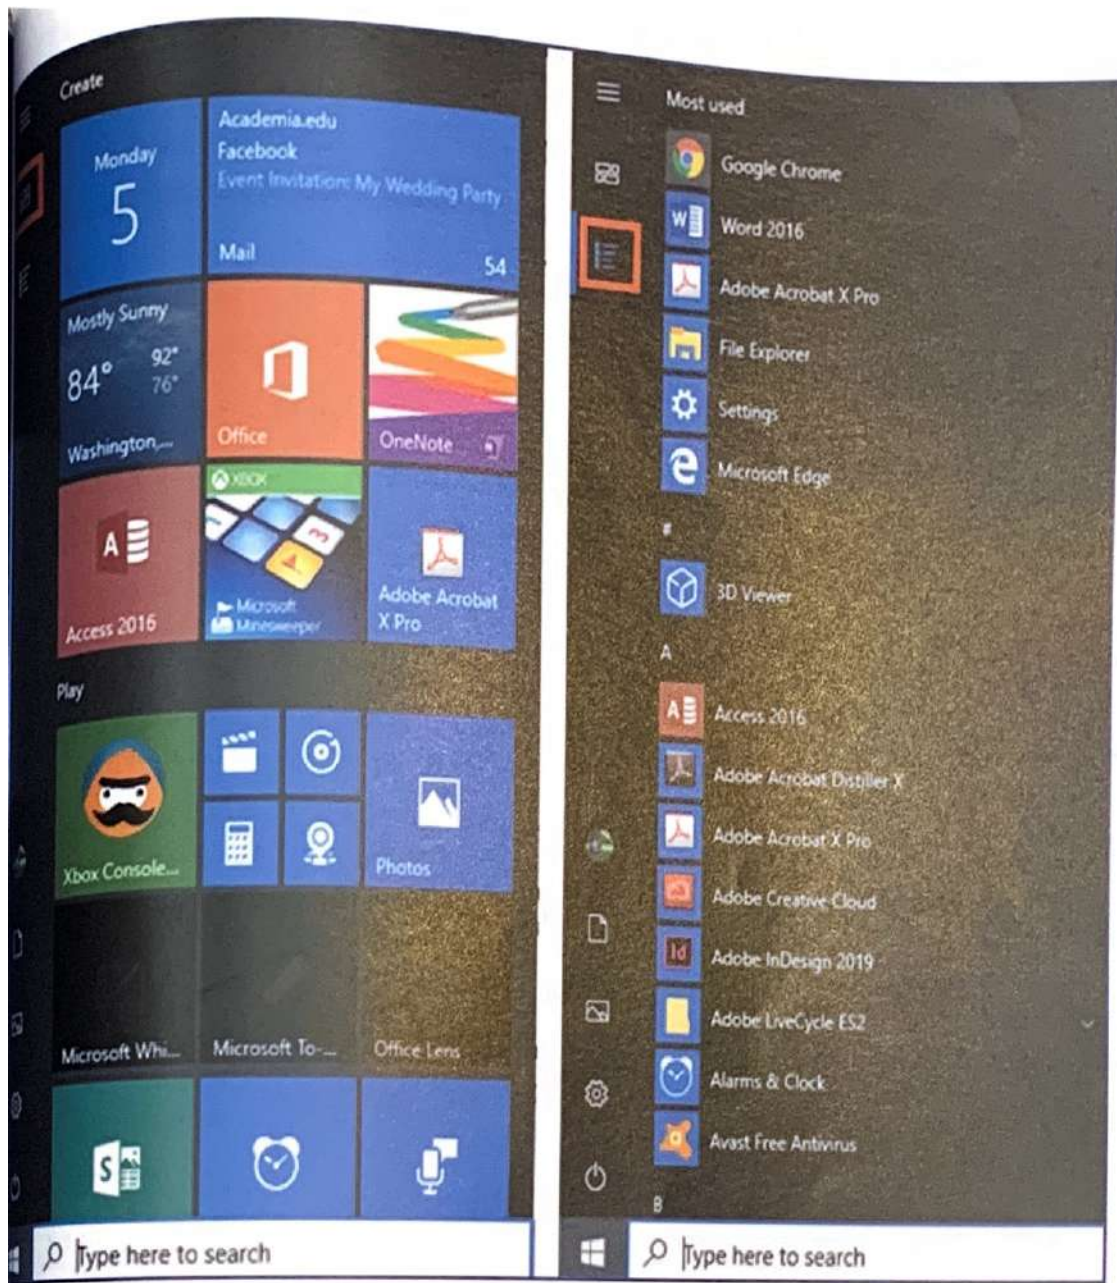 Create
Monday
5
Academia.edu
Facebook
Event Invitation: My Wedding Party
Mail
54
Mostly Sunny
84°
92°
76°
Washington,...
Office
OneNote
A
Access 2016
XBOX
Microsoft
Minesweeper
Adobe Acrobat
X Pro
Play
Xbox Console...
Photos
Microsoft Whi...
Microsoft To-...
Office Lens
S
Type here to search
Most used
Google Chrome
W
Word 2016
Adobe Acrobat X Pro
File Explorer
Settings
Microsoft Edge
#
3D Viewer
A
A
Access 2016
Adobe Acrobat Distiller X
Adobe Acrobat X Pro
Adobe Creative Cloud
Id
Adobe InDesign 2019
Adobe LiveCycle ES2
Alarms & Clock
Avast Free Antivirus
B
Type here to search